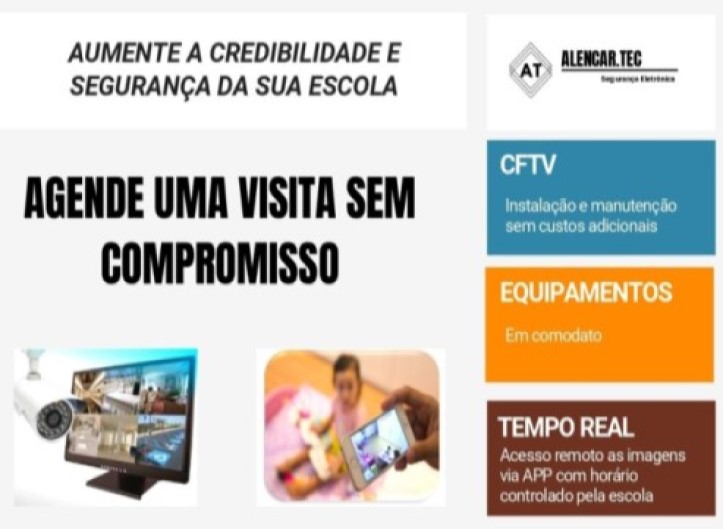 AUMENTE A CREDIBILIDADE E
SEGURANÇA DA SUA ESCOLA
AGENDE UMA VISITA SEM
COMPROMISSO
AT
ALENCAR.TEC
Segurança Eletrônica
CFTV
Instalação e manutenção
sem custos adicionais
EQUIPAMENTOS
Em comodato
TEMPO REAL
Acesso remoto as imagens
via APP com horário
controlado pela escola